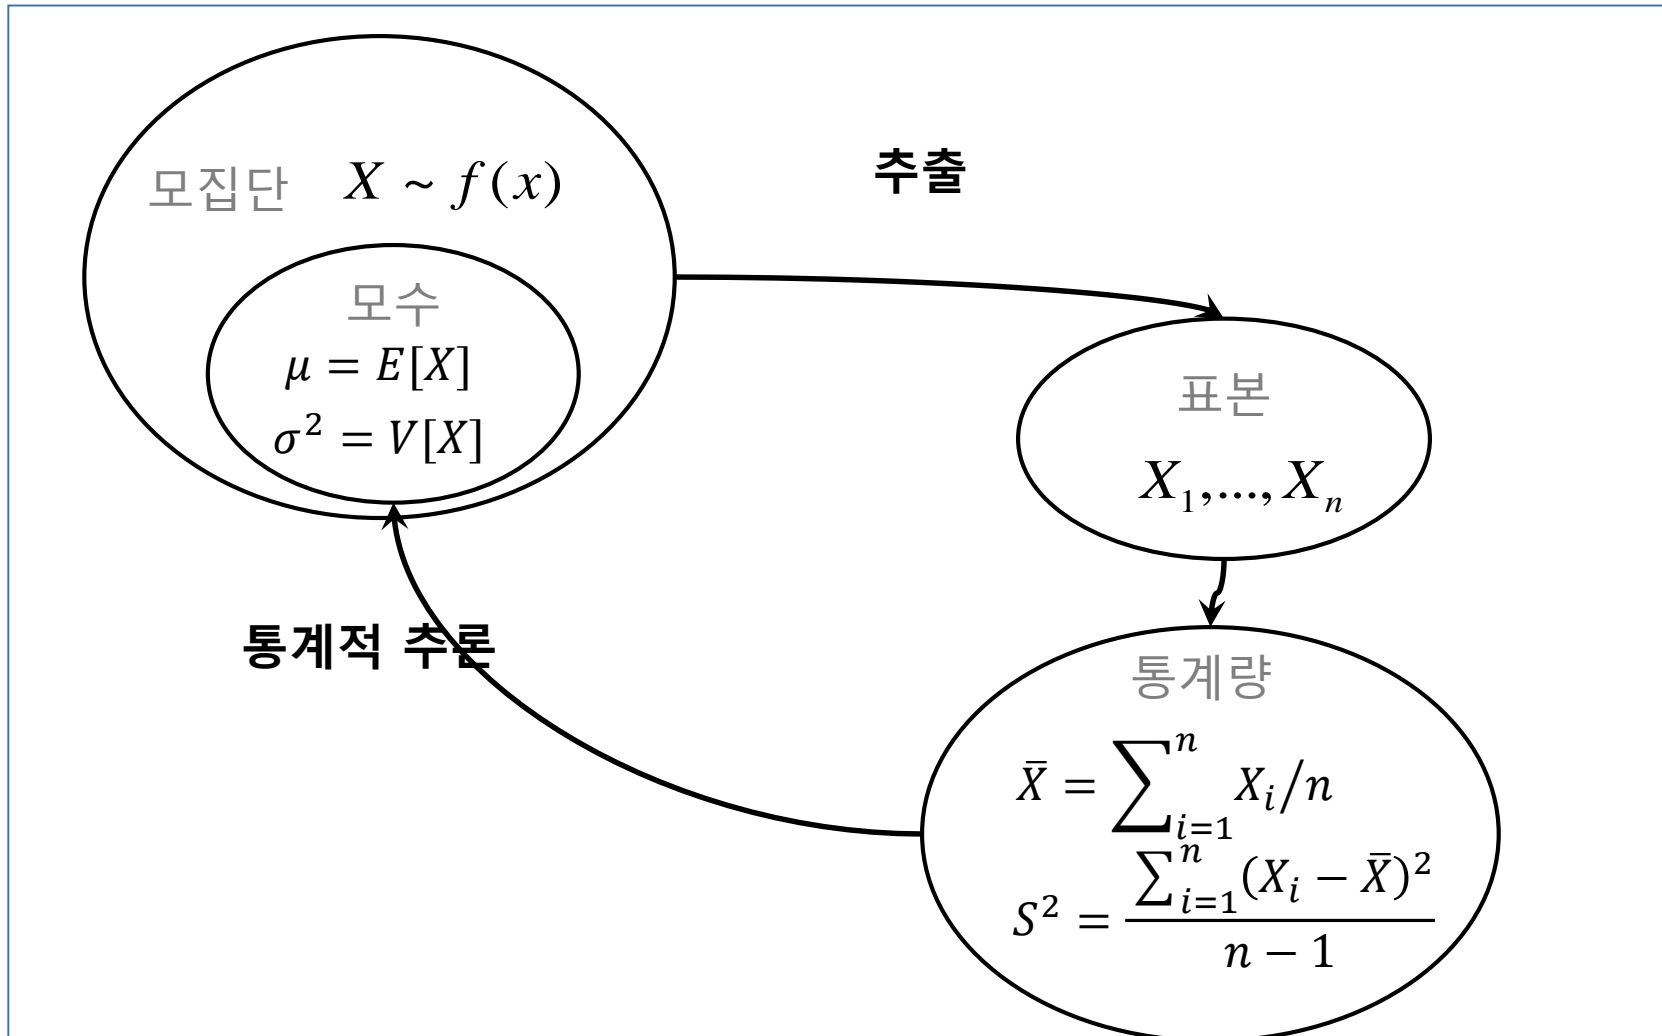 모집단 X ~ f(x)
추출
모수
μ = E[X]
σ² = V[X]
표본
X₁,...., Xₙ
통계적 추론
통계량
X̄ = ∑ⁿᵢ₌₁ Xᵢ/n
S² = ∑ⁿᵢ₌₁(Xᵢ − X̄)² / n − 1